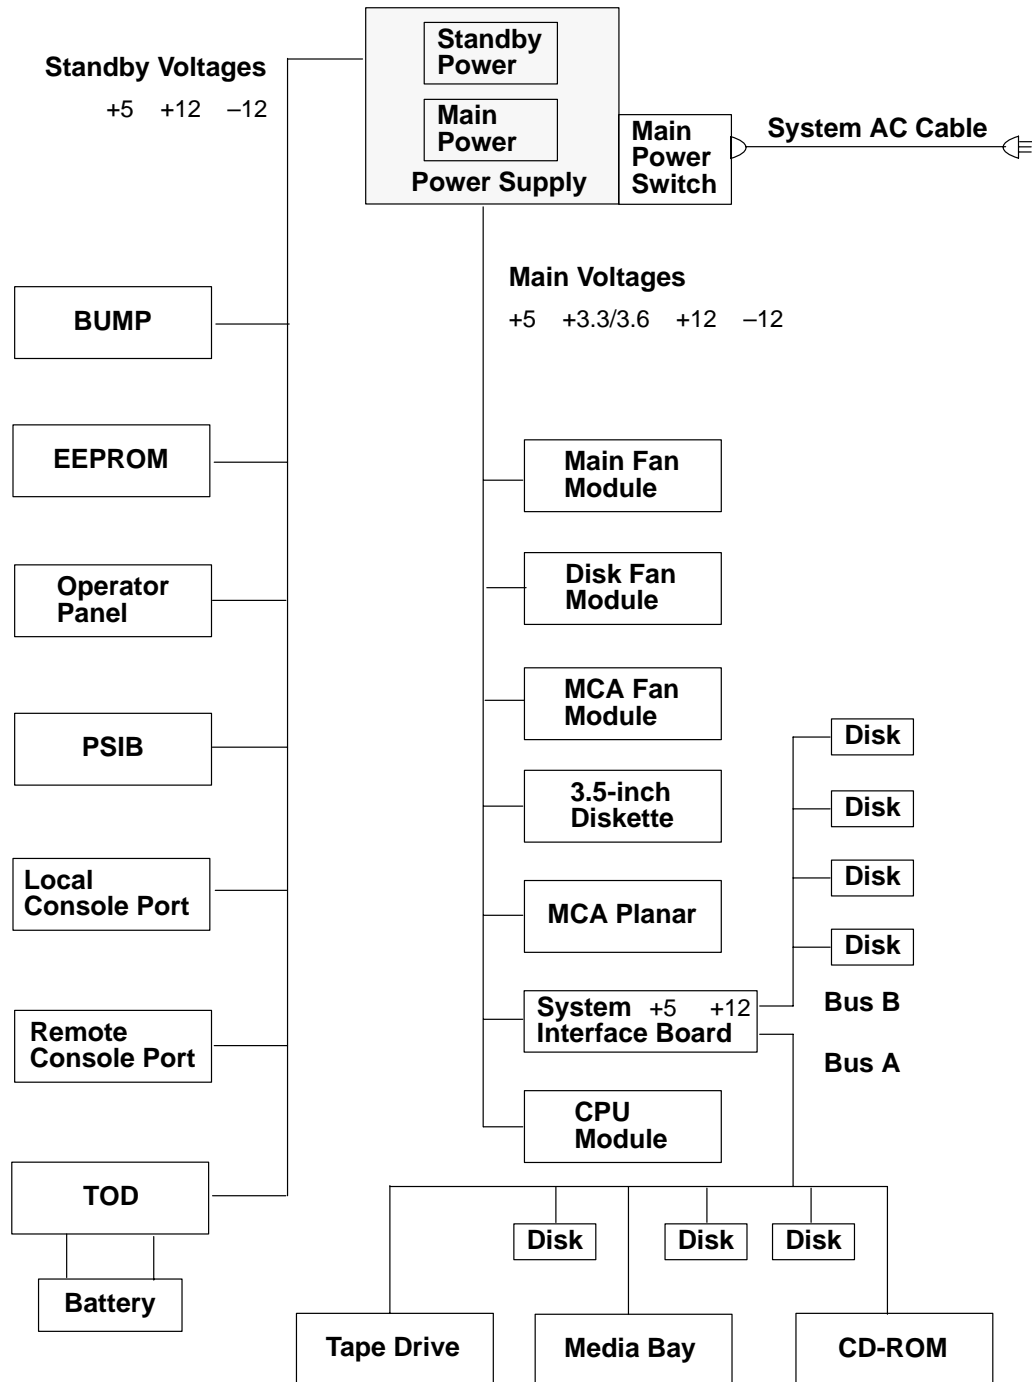 Standby
Power
Standby Voltages
+5 +12 –12
Main
Power
Power Supply
Main
Power
Switch
System AC Cable
Main Voltages
+5 +3.3/3.6 +12 –12
BUMP
EEPROM
Operator
Panel
PSIB
Local
Console Port
Remote
Console Port
TOD
Battery
Main Fan
Module
Disk Fan
Module
MCA Fan
Module
3.5-inch
Diskette
MCA Planar
System +5 +12
Interface Board
CPU
Module
Disk
Disk
Disk
Disk
Bus B
Bus A
Disk
Disk
Disk
Tape Drive
Media Bay
CD-ROM